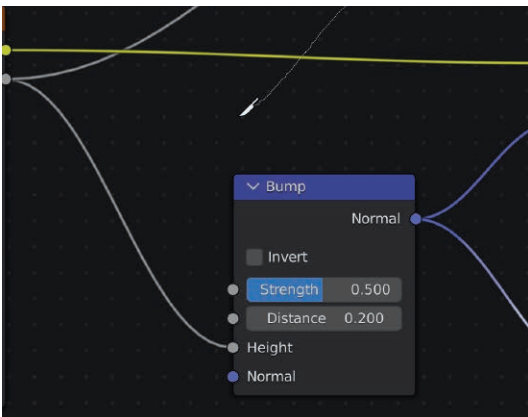 Bump
Normal
Invert
Strength 0.500
Distance 0.200
Height
Normal